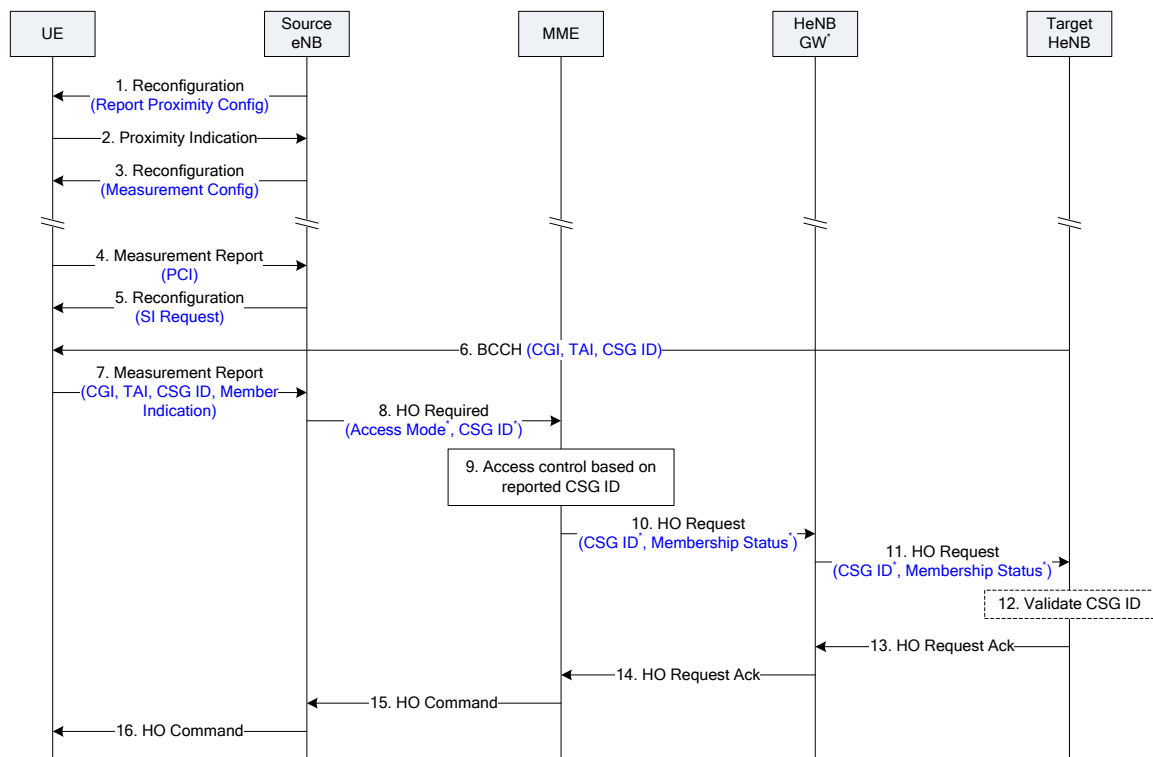 UE
Source
eNB
MME
HeNB
GW*
Target
HeNB
1. Reconfiguration
(Report Proximity Config)
2. Proximity Indication
3. Reconfiguration
(Measurement Config)
4. Measurement Report
(PCI)
5. Reconfiguration
(SI Request)
6. BCCH (CGI, TAI, CSG ID)
7. Measurement Report
(CGI, TAI, CSG ID, Member
Indication)
8. HO Required
(Access Mode*, CSG ID*)
9. Access control based on
reported CSG ID
10. HO Request
(CSG ID*, Membership Status*)
11. HO Request
(CSG ID*, Membership Status*)
12. Validate CSG ID
13. HO Request Ack
14. HO Request Ack
15. HO Command
16. HO Command